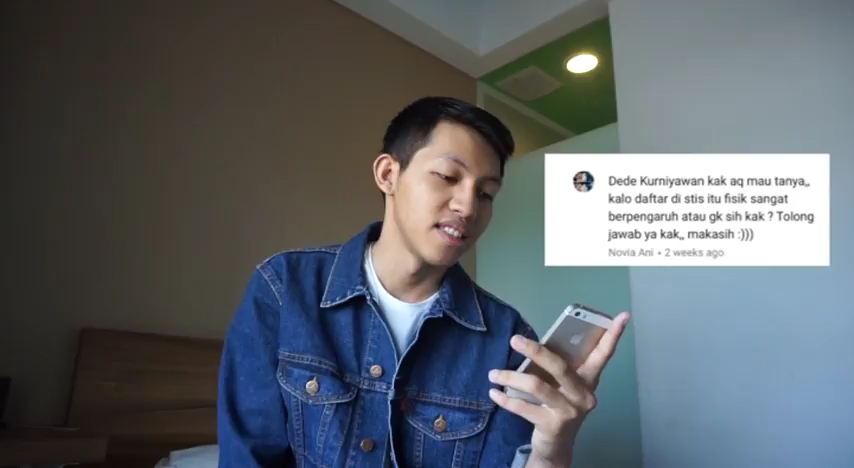 Dede Kurniyawan kak aq mau tanya,,
kalo daftar di stis itu fisik sangat
berpengaruh atau gk sih kak ? Tolong
jawab ya kak,, makasih :)))
Novia Ani • 2 weeks ago